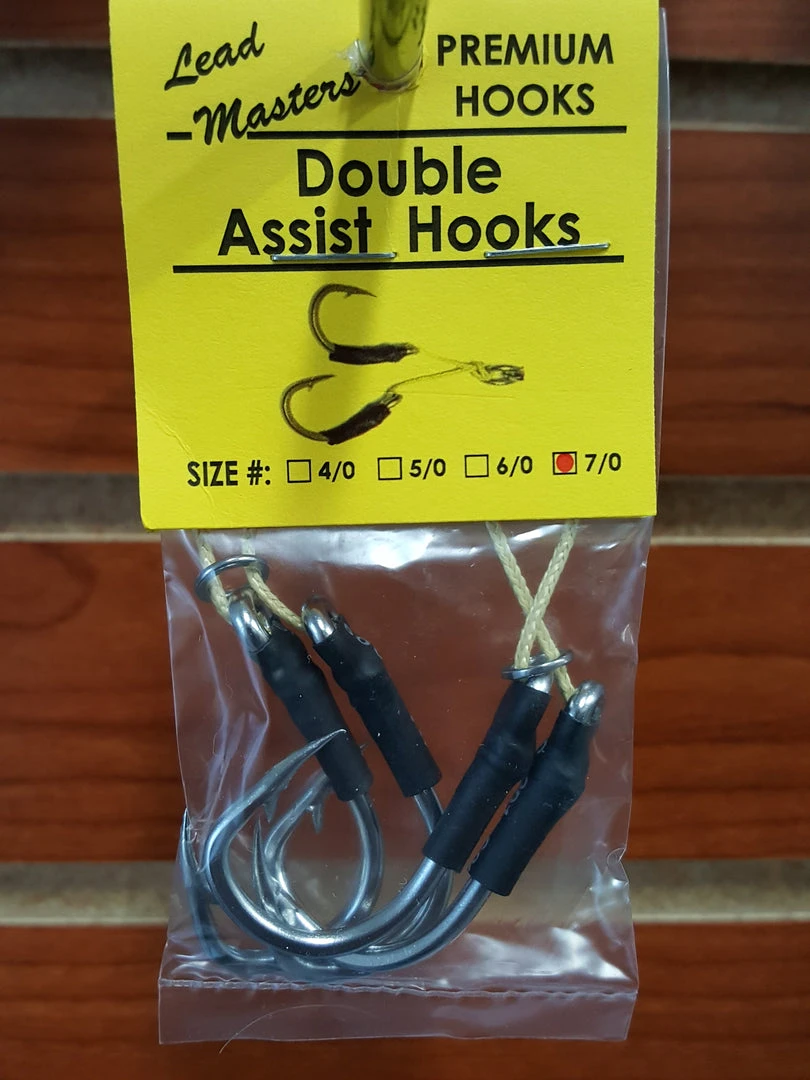 Lead
Masters
PREMIUM
HOOKS
Double
Assist Hooks
SIZE #: 4/0 5/0 6/0 7/0